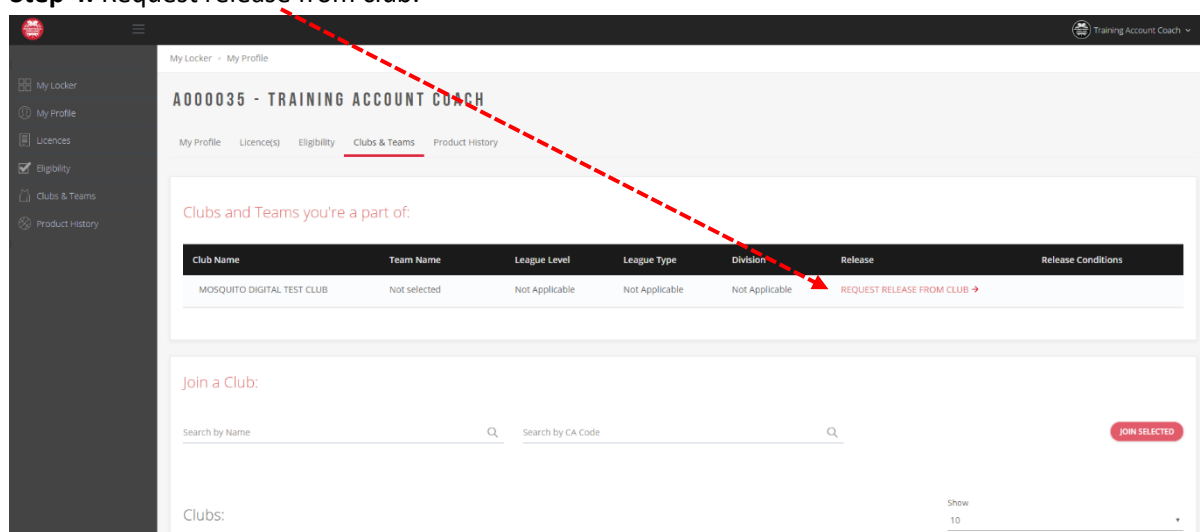 Step 4: Request release from club.
Training Account Coach
My Locker - My Profile
My Locker
My Profile
Licences
Eligibility
Clubs & Teams
Product History
A000035 - TRAINING ACCOUNT COACH
My Profile Licence(s) Eligibility Clubs & Teams Product History
Clubs and Teams you're a part of:
Club Name Team Name League Level League Type Division Release Release Conditions
MOSQUITO DIGITAL TEST CLUB Not selected Not Applicable Not Applicable Not Applicable REQUEST RELEASE FROM CLUB →
Join a Club:
Search by Name Search by CA Code JOIN SELECTED
Show
Clubs: 10